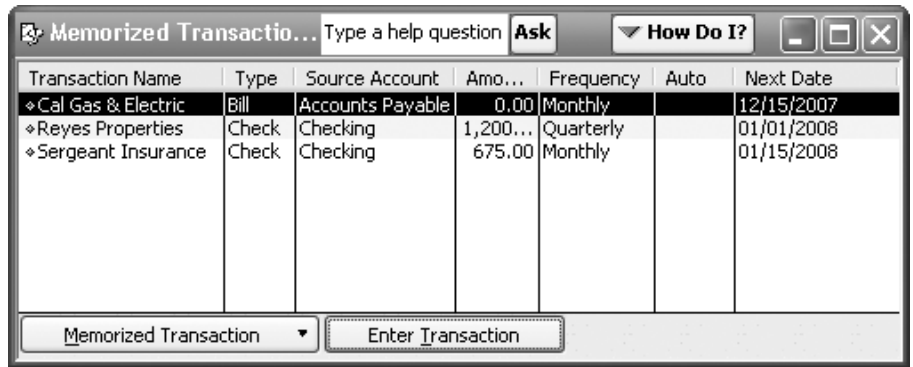 Memorized Transactio... Type a help question Ask How Do I?
Transaction Name Type Source Account Amo... Frequency Auto Next Date
Cal Gas & Electric Bill Accounts Payable 0.00 Monthly 12/15/2007
Reyes Properties Check Checking 1,200... Quarterly 01/01/2008
Sergeant Insurance Check Checking 675.00 Monthly 01/15/2008
Memorized Transaction Enter Transaction